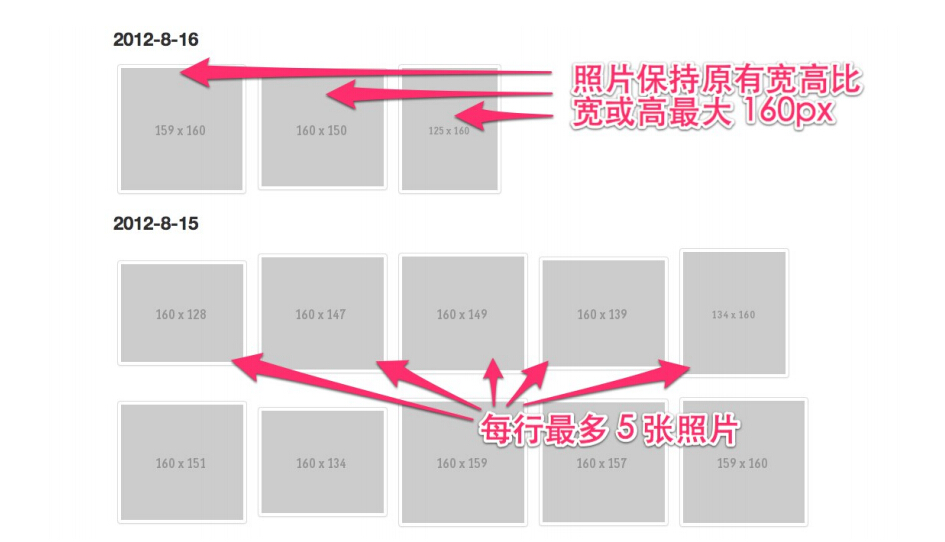 2012-8-16
照片保持原有宽高比
宽或高最大 160px
159 x 160
160 x 150
125 x 160
2012-8-15
160 x 128
160 x 147
160 x 149
160 x 139
134 x 160
每行最多 5 张照片
160 x 151
160 x 134
160 x 159
160 x 157
159 x 160